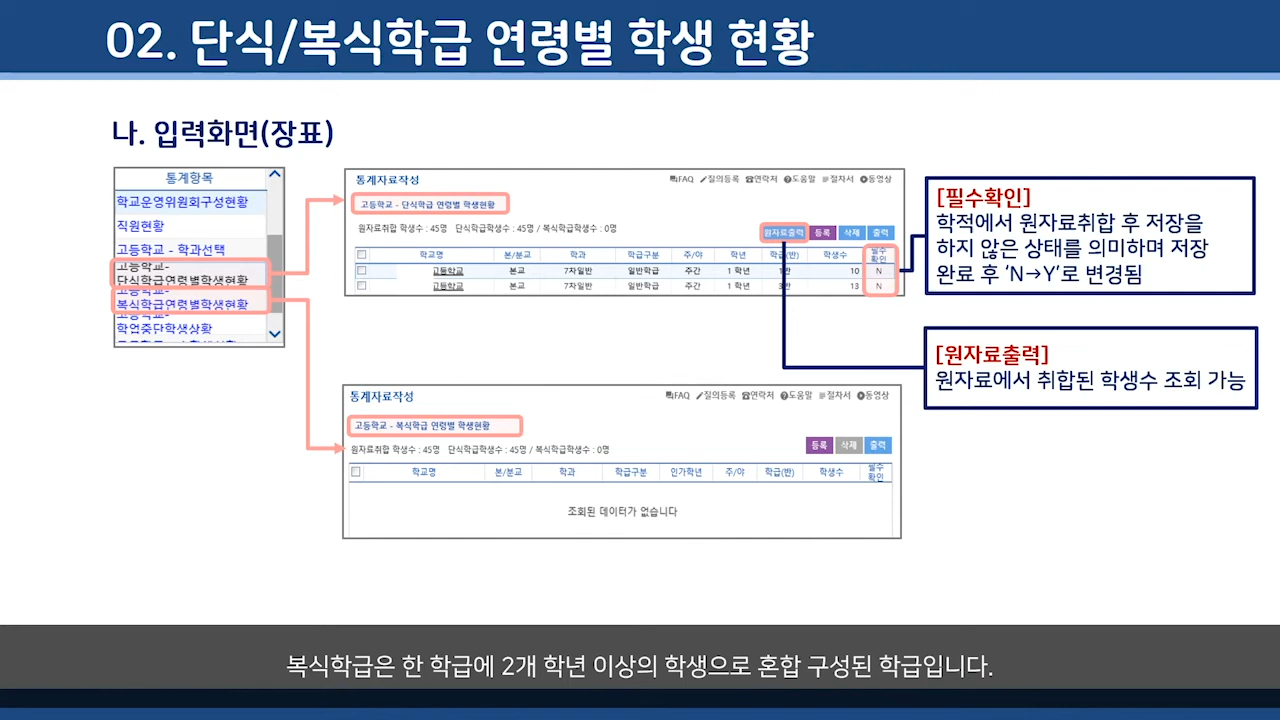 02. 단식/복식학급 연령별 학생 현황
나. 입력화면(장표)
통계항목
학교운영위원회구성현황
직원현황
고등학교 - 학과선택
고등학교-
단식학급연령별학생현황
고등학교-
복식학급연령별학생현황
고등학교-
학업중단학생상황
통계자료작성
FAQ 질의등록 연락처 도움말 절차서 동영상
고등학교 - 단식학급 연령별 학생현황
원자료취합 학생수 : 45명 단식학급학생수 : 45명 / 복식학급학생수 : 0명
원자료출력 등록 삭제 출력
학교명 본/분교 학과 학급구분 주/야 학년 학급(반) 학생수 필수확인
고등학교 본교 7차일반 일반학급 주간 1 학년 1반 10 N
고등학교 본교 7차일반 일반학급 주간 1 학년 3반 13 N
[필수확인]
학적에서 원자료취합 후 저장을
하지 않은 상태를 의미하며 저장
완료 후 ’N→Y’로 변경됨
[원자료출력]
원자료에서 취합된 학생수 조회 가능
통계자료작성
FAQ 질의등록 연락처 도움말 절차서 동영상
고등학교 - 복식학급 연령별 학생현황
원자료취합 학생수 : 45명 단식학급학생수 : 45명 / 복식학급학생수 : 0명
등록 삭제 출력
학교명 본/분교 학과 학급구분 인가학년 주/야 학급(반) 학생수 필수확인
조회된 데이터가 없습니다
복식학급은 한 학급에 2개 학년 이상의 학생으로 혼합 구성된 학급입니다.